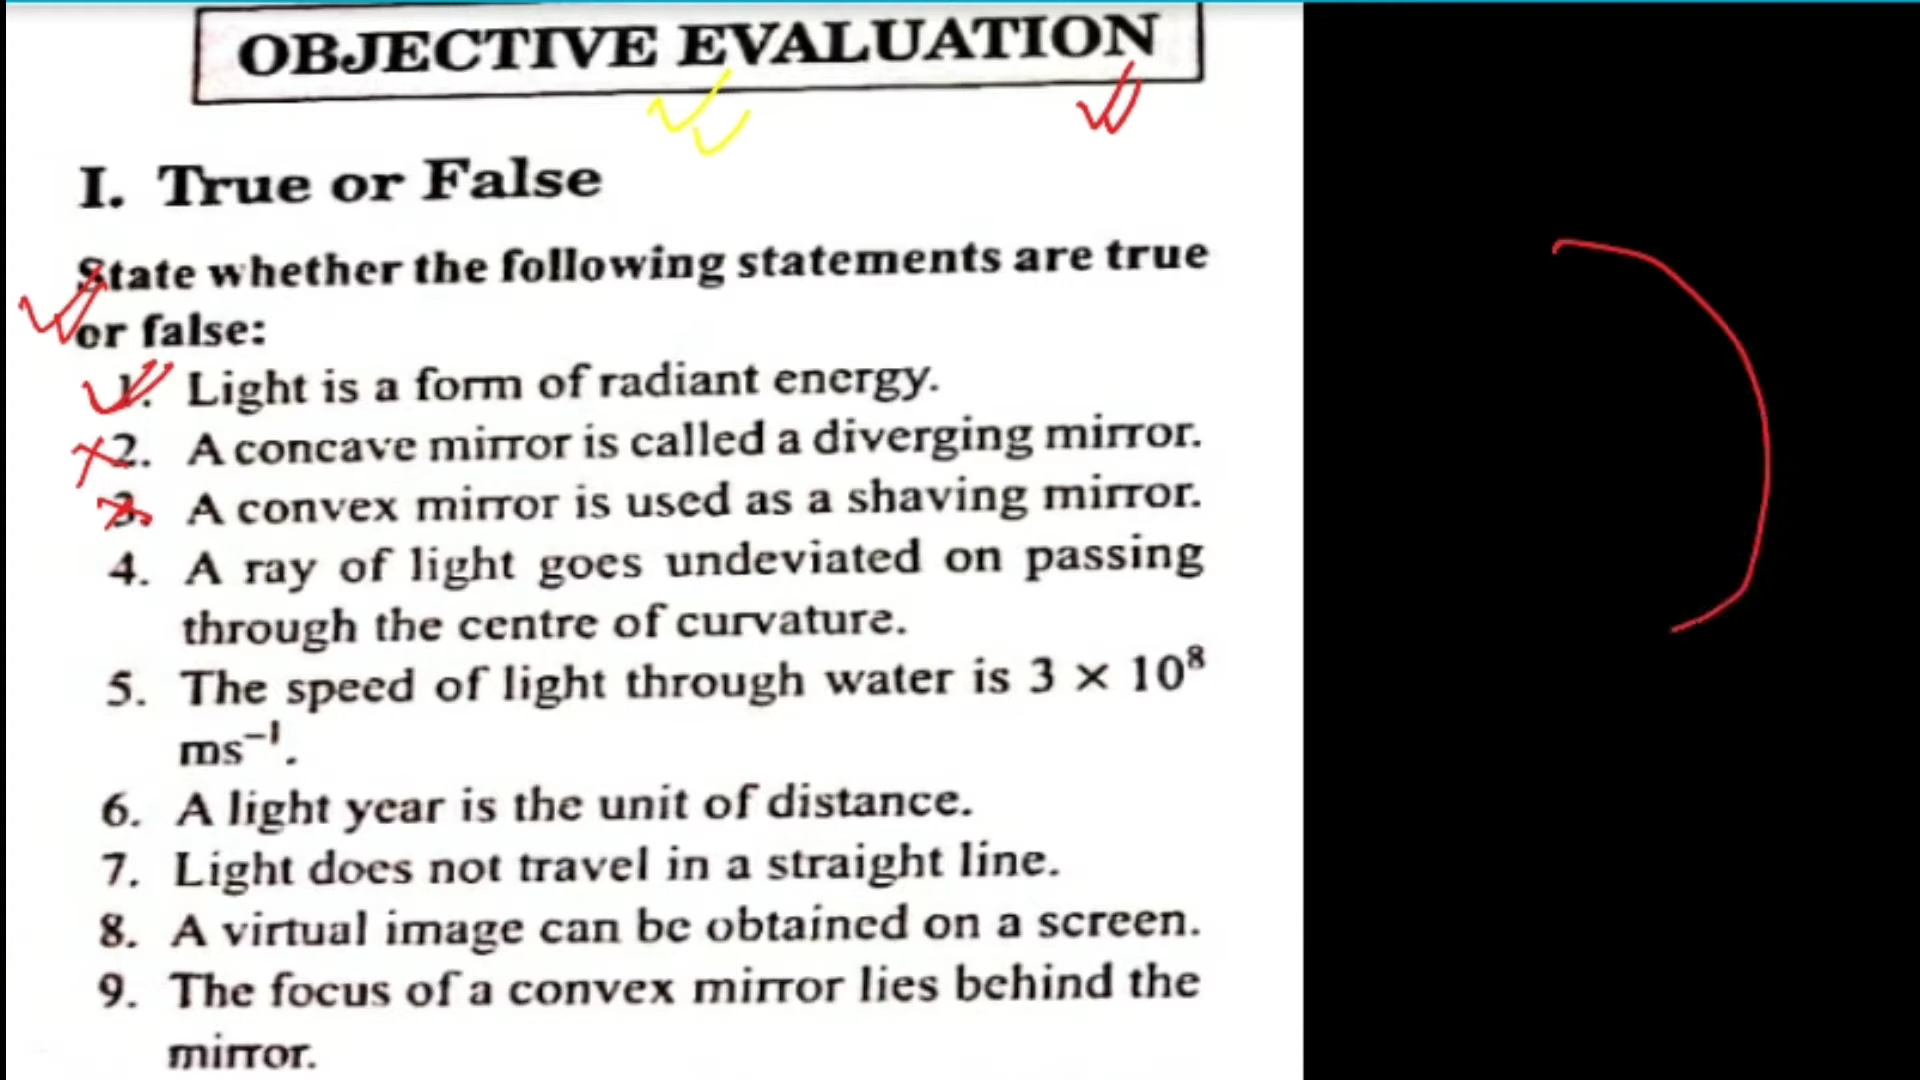 OBJECTIVE EVALUATION
I. True or False
State whether the following statements are true
or false:
1. Light is a form of radiant energy.
2. A concave mirror is called a diverging mirror.
3. A convex mirror is used as a shaving mirror.
4. A ray of light goes undeviated on passing
through the centre of curvature.
5. The speed of light through water is 3 × 10⁸
ms⁻¹.
6. A light year is the unit of distance.
7. Light does not travel in a straight line.
8. A virtual image can be obtained on a screen.
9. The focus of a convex mirror lies behind the
mirror.